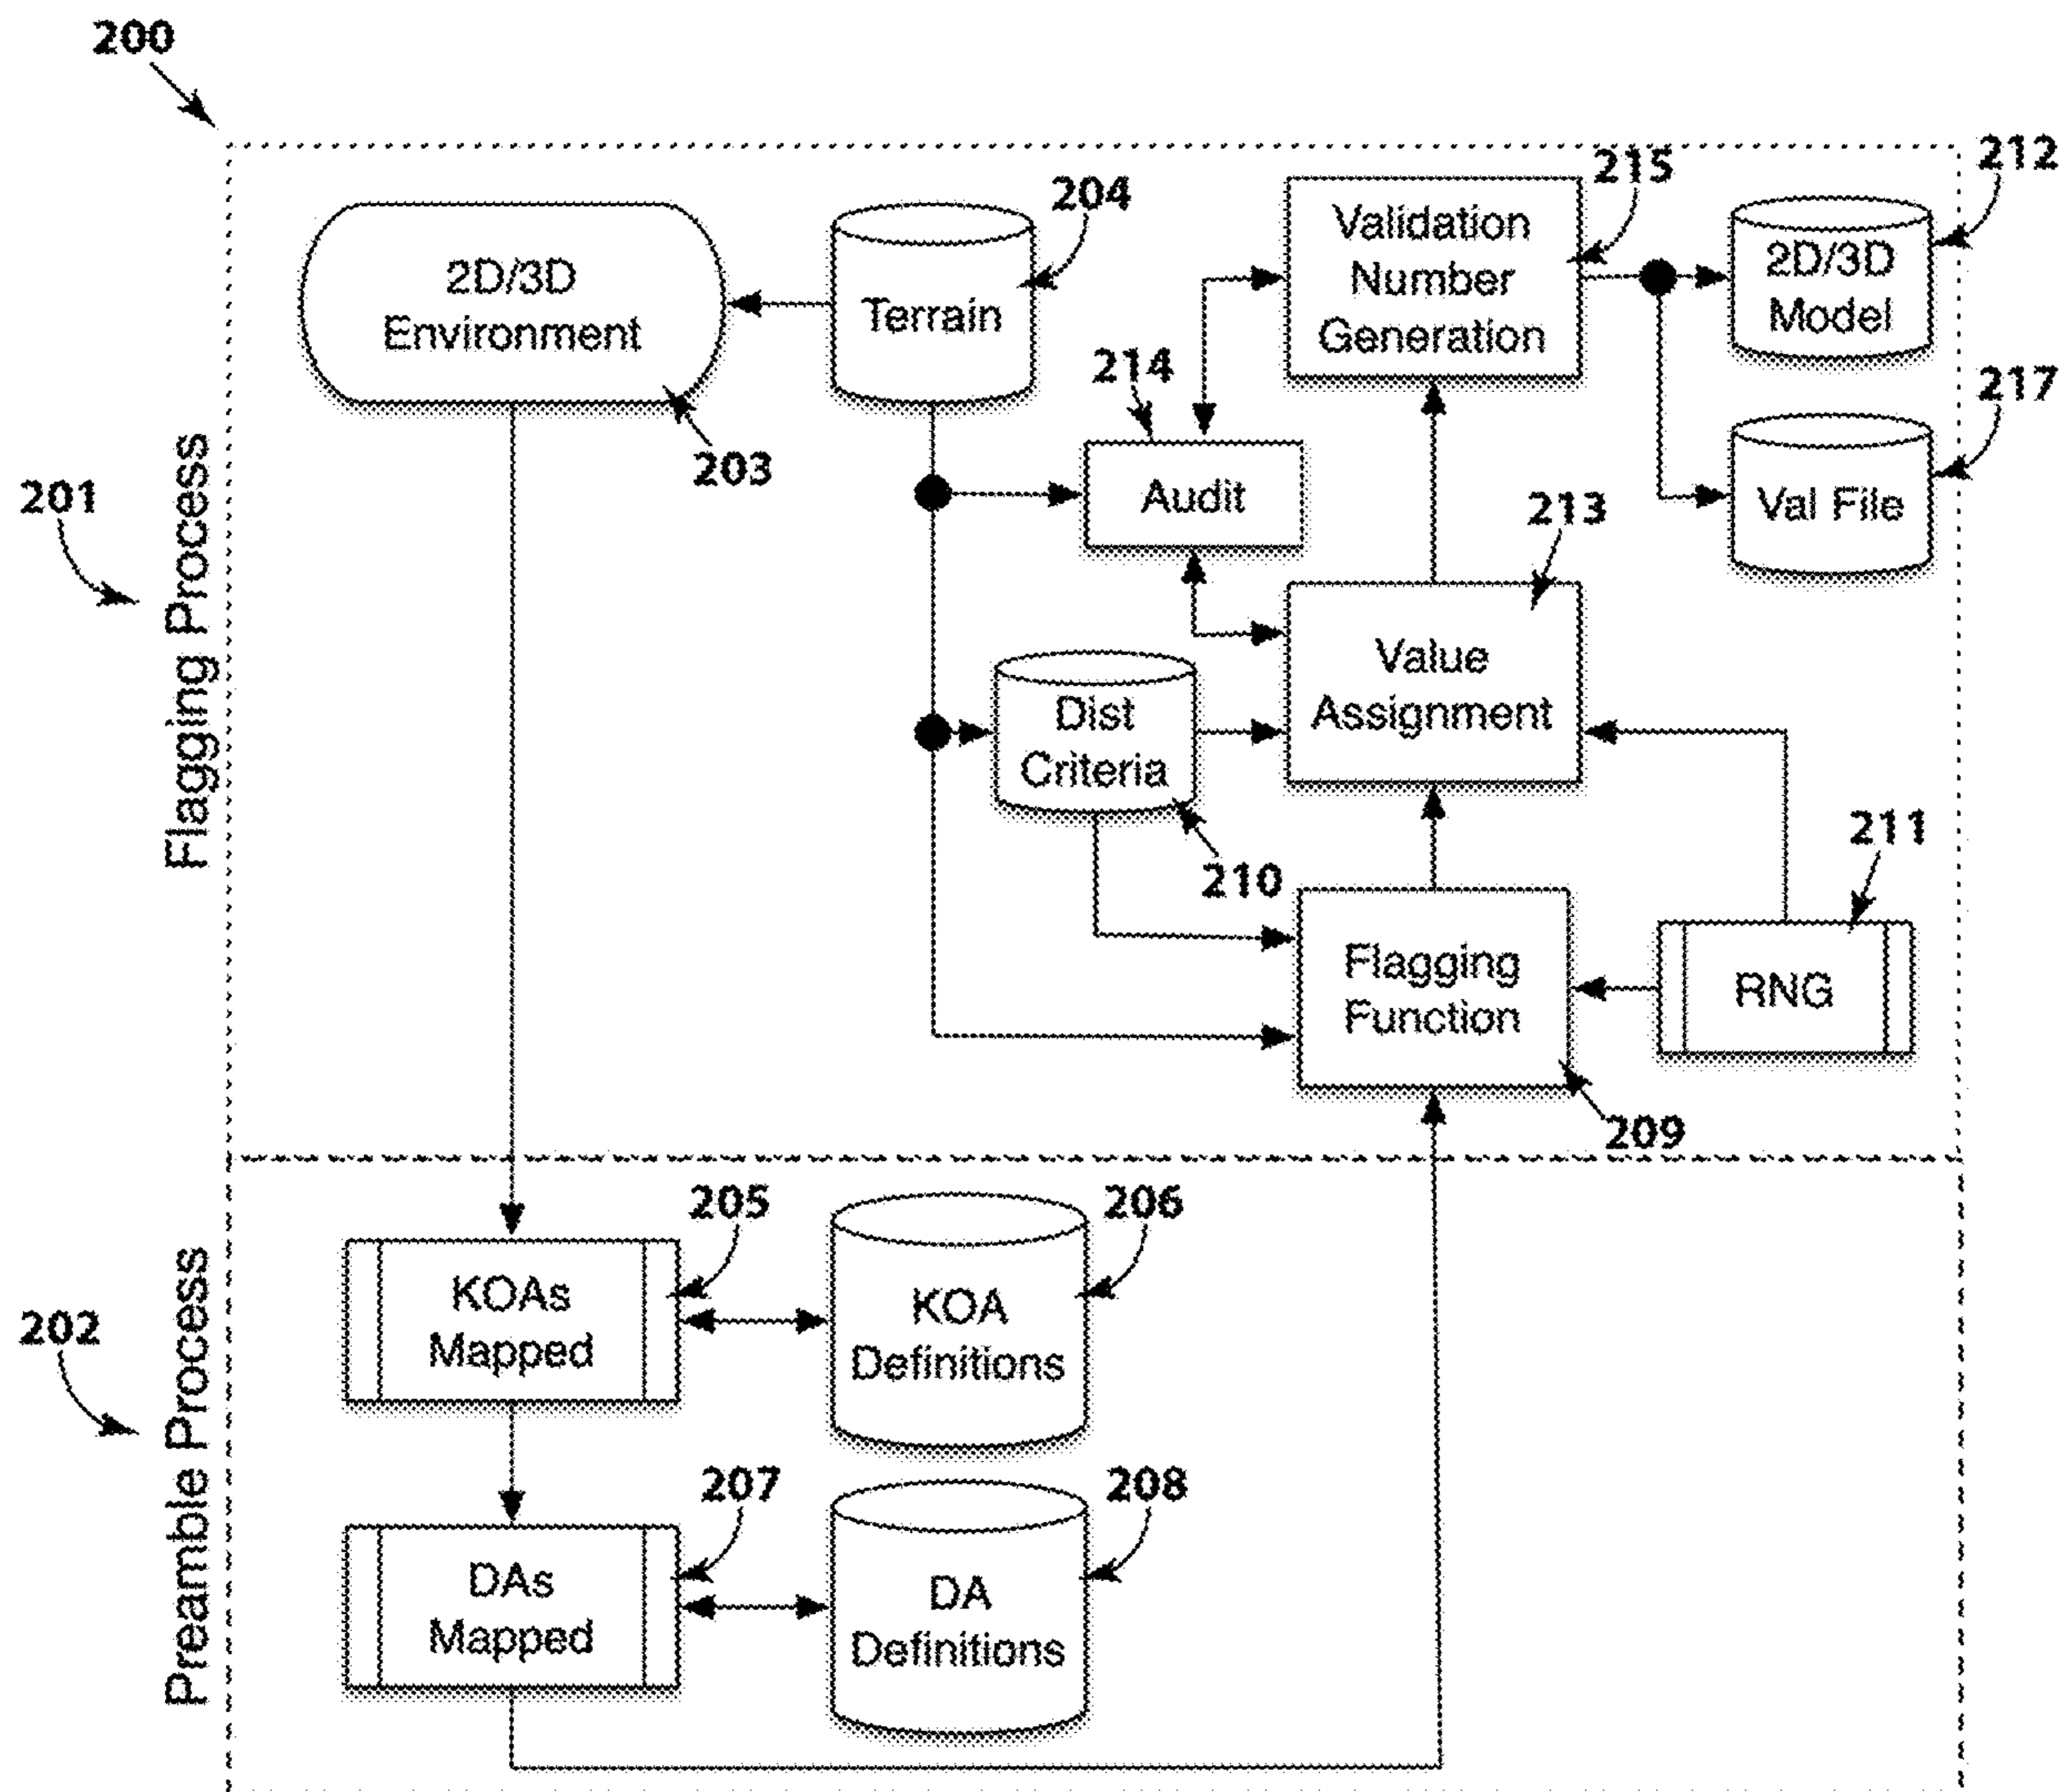 200
212
215
204
Validation
Number
Generation
2D/3D
Environment
Terrain
2D/3D
Model
214
217
203
201
Audit
Val File
213
Flagging Process
Value
Assignment
Dist
Criteria
211
210
Flagging
Function
RNG
209
205
206
KOAs
Mapped
KOA
Definitions
202
Preamble Process
207
208
DAs
Mapped
DA
Definitions